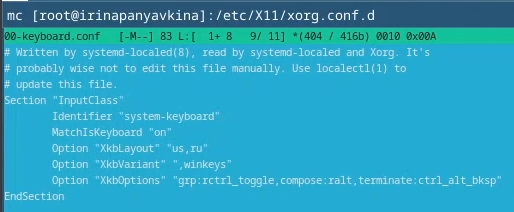 mc [root@irinapanyavkina]:/etc/X11/xorg.conf.d
00-keyboard.conf   [-M--] 83 L:[  1+ 8   9/ 11] *(404 / 416b) 0010 0x00A
# Written by systemd-localed(8), read by systemd-localed and Xorg. It's
# probably wise not to edit this file manually. Use localectl(1) to
# update this file.
Section "InputClass"
        Identifier "system-keyboard"
        MatchIsKeyboard "on"
        Option "XkbLayout" "us,ru"
        Option "XkbVariant" ",winkeys"
        Option "XkbOptions" "grp:rctrl_toggle,compose:ralt,terminate:ctrl_alt_bksp"
EndSection